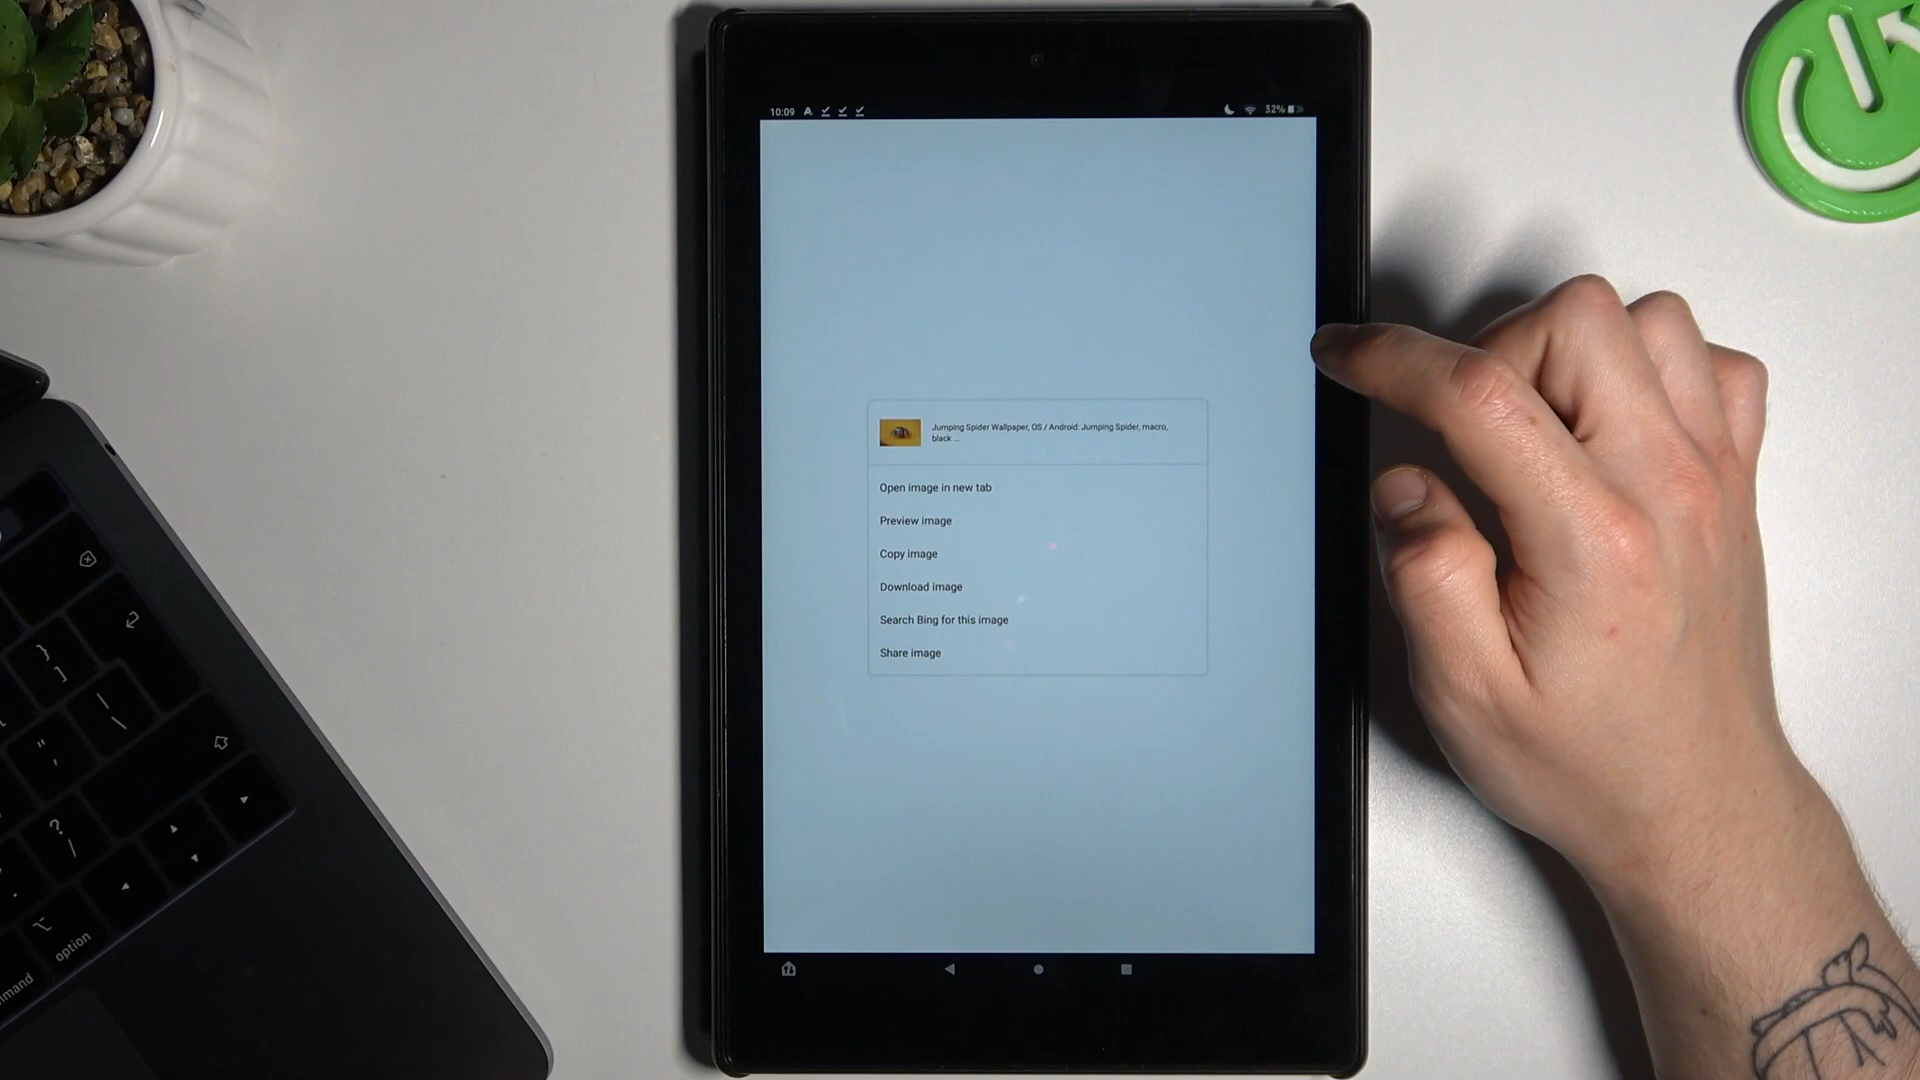 10:09
32%
Jumping Spider Wallpaper, OS / Android: Jumping Spider, macro,
black ...
Open image in new tab
Preview image
Copy image
Download image
Search Bing for this image
Share image
option
mmand